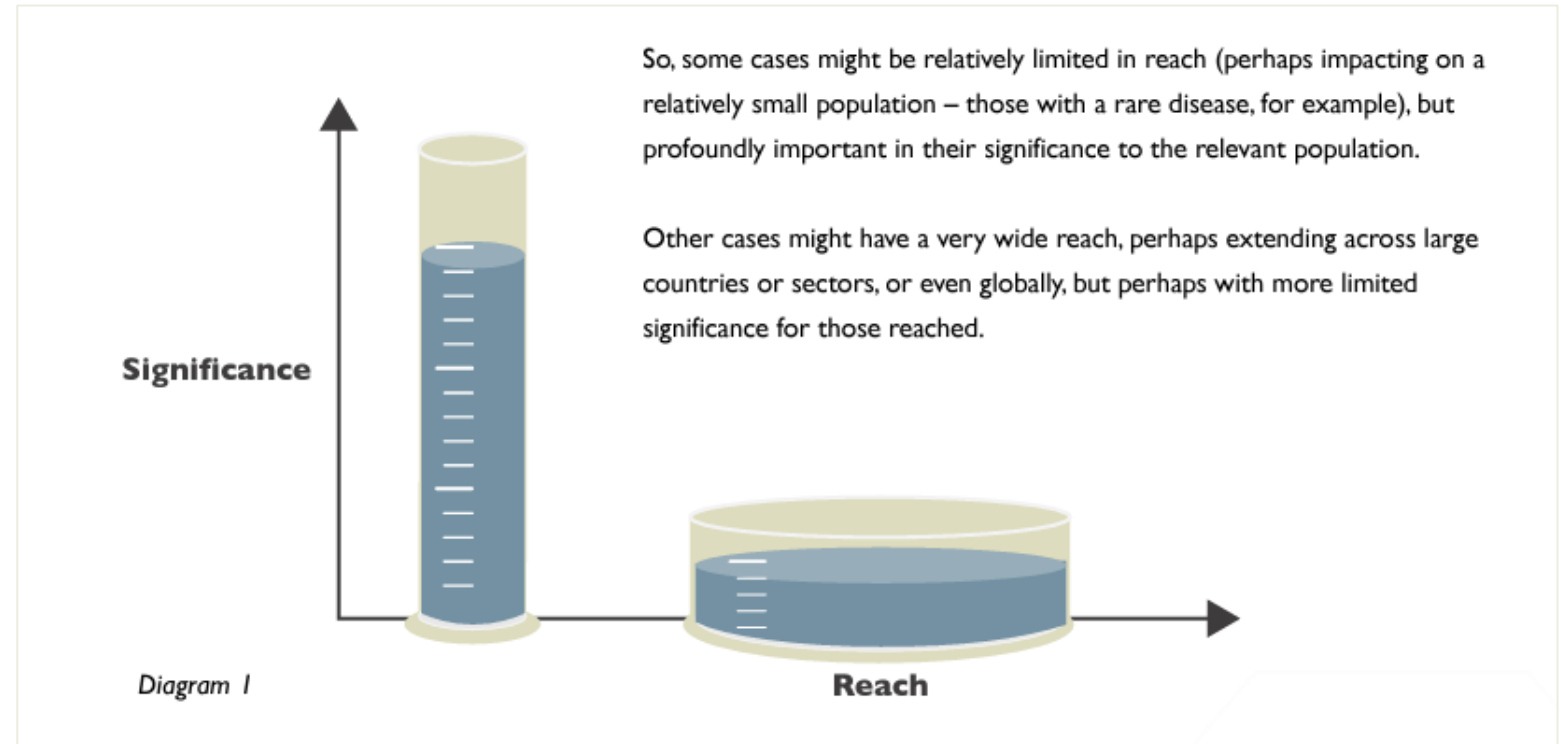 So, some cases might be relatively limited in reach (perhaps impacting on a
relatively small population – those with a rare disease, for example), but
profoundly important in their significance to the relevant population.
Other cases might have a very wide reach, perhaps extending across large
countries or sectors, or even globally, but perhaps with more limited
significance for those reached.
Significance
Reach
Diagram 1